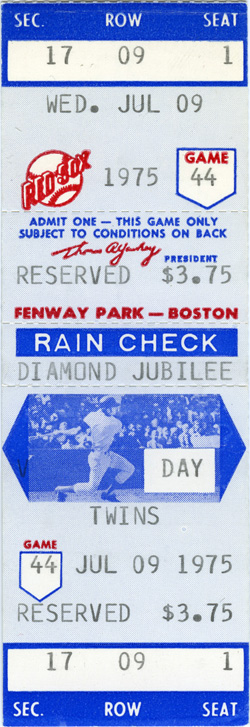 SEC. ROW SEAT
17 09 1
WED. JUL 09
RED SOX
1975
GAME
44
ADMIT ONE — THIS GAME ONLY
SUBJECT TO CONDITIONS ON BACK
PRESIDENT
RESERVED $3.75
FENWAY PARK — BOSTON
RAIN CHECK
DIAMOND JUBILEE
V DAY
TWINS
GAME
44 JUL 09 1975
RESERVED $3.75
17 09 1
SEC. ROW SEAT